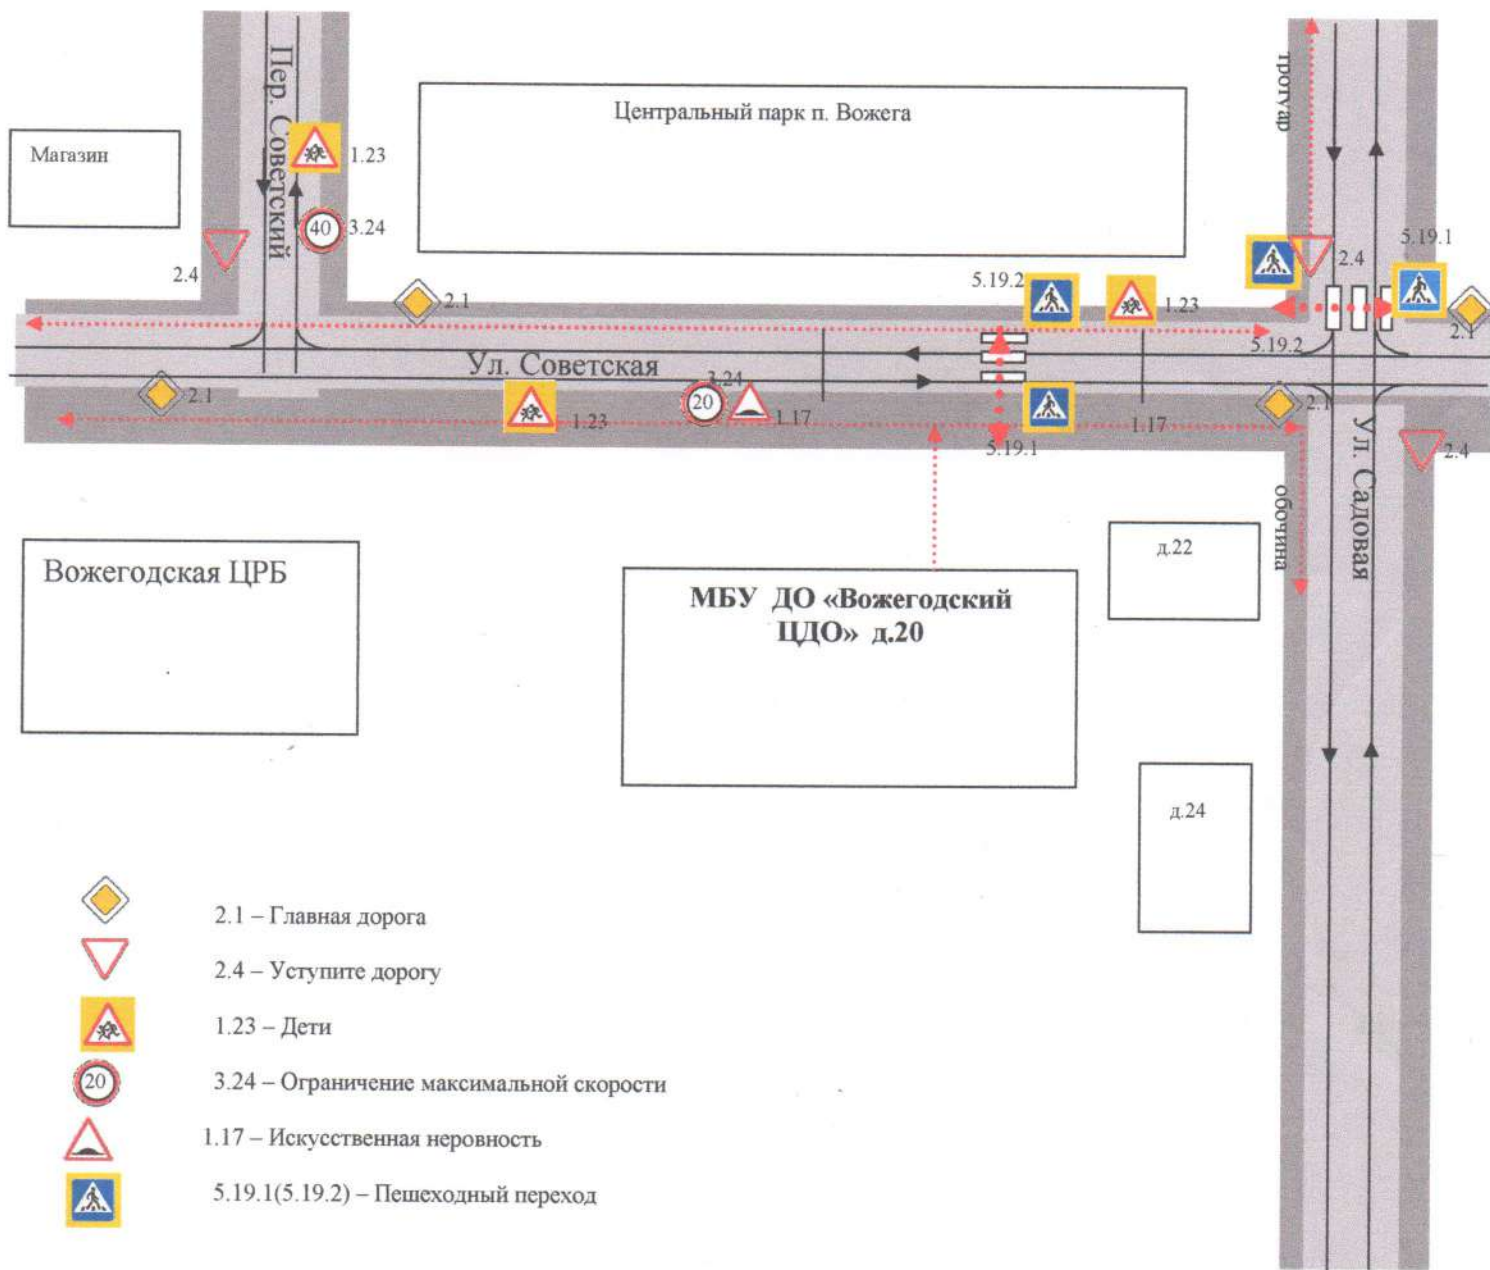 Пер. Советский
Центральный парк п. Вожега
тротуар
Магазин
1.23
40
3.24
2.4
2.1
5.19.2
1.23
5.19.1
2.4
2.1
5.19.2
Ул. Советская
3.24
20
2.1
1.23
1.17
5.19.1
1.17
2.1
2.4
Ул. Садовая
обочина
Вожегодская ЦРБ
МБУ ДО «Вожегодский
ЦДО» д.20
д.22
д.24
2.1 – Главная дорога
2.4 – Уступите дорогу
1.23 – Дети
20
3.24 – Ограничение максимальной скорости
1.17 – Искусственная неровность
5.19.1(5.19.2) – Пешеходный переход